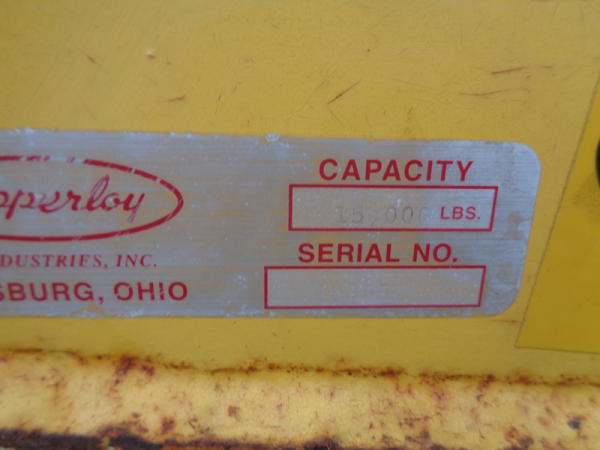 pperloy
DUSTRIES, INC.
SBURG, OHIO
CAPACITY
15,000 LBS.
SERIAL NO.